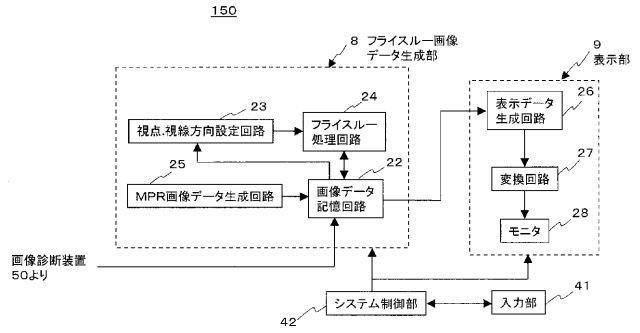 150
8
フライスルー画像
データ生成部
9
表示部
23
視点、視線方向設定回路
24
フライスルー
処理回路
25
MPR画像データ生成回路
22
画像データ
記憶回路
26
表示データ
生成回路
27
変換回路
28
モニタ
画像診断装置
50より
42
システム制御部
41
入力部